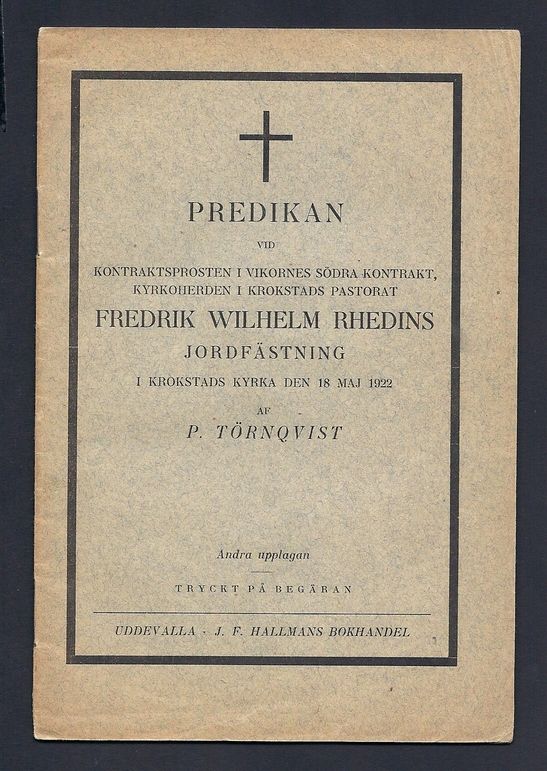 PREDIKAN
VID
KONTRAKTSPROSTEN I VIKORNES SÖDRA KONTRAKT,
KYRKOHERDEN I KROKSTADS PASTORAT
FREDRIK WILHELM RHEDINS
JORDFÄSTNING
I KROKSTADS KYRKA DEN 18 MAJ 1922
AF
P. TÖRNQVIST
Andra upplagan
TRYCKT PÅ BEGÄRAN
UDDEVALLA - J. F. HALLMANS BOKHANDEL